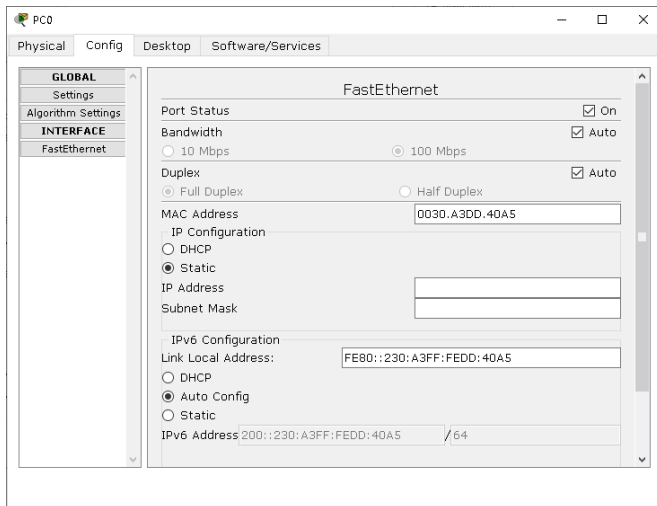 PC0
Physical Config Desktop Software/Services
GLOBAL
Settings
Algorithm Settings
INTERFACE
FastEthernet
FastEthernet
Port Status On
Bandwidth Auto
10 Mbps 100 Mbps
Duplex Auto
Full Duplex Half Duplex
MAC Address 0030.A3DD.40A5
IP Configuration
DHCP
Static
IP Address
Subnet Mask
IPv6 Configuration
Link Local Address: FE80::230:A3FF:FEDD:40A5
DHCP
Auto Config
Static
IPv6 Address 200::230:A3FF:FEDD:40A5 / 64